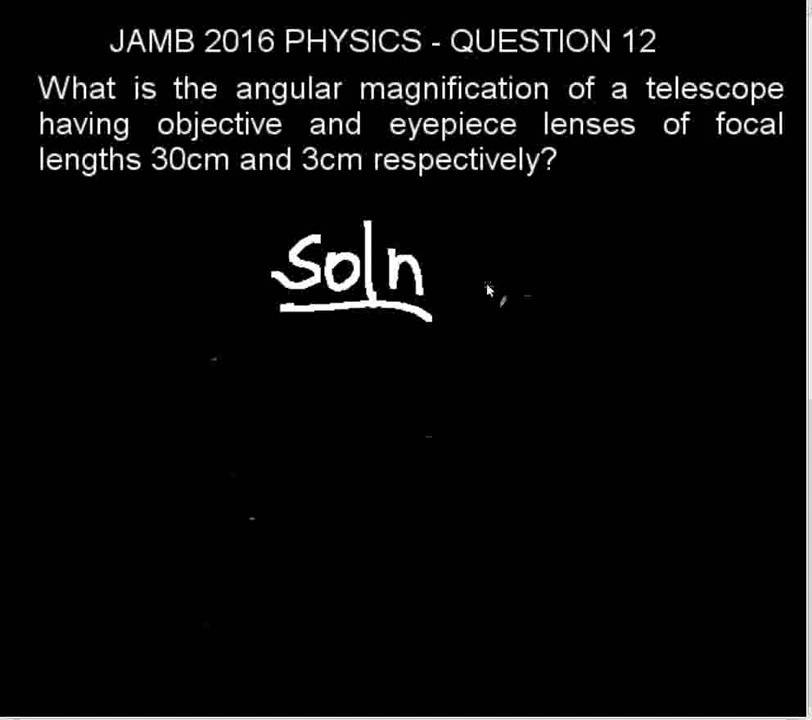 JAMB 2016 PHYSICS - QUESTION 12
What is the angular magnification of a telescope
having objective and eyepiece lenses of focal
lengths 30cm and 3cm respectively?
Soln